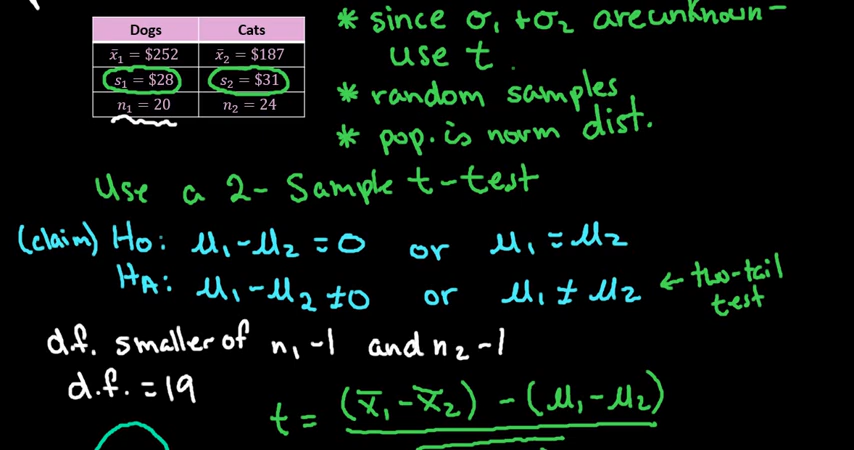 Dogs Cats
x̄₁ = $252 x̄₂ = $187
s₁ = $28 s₂ = $31
n₁ = 20 n₂ = 24
* since σ₁ + σ₂ are unknown - use t.
* random samples
* pop. is norm dist.
Use a 2-Sample t-test
(claim) H₀: μ₁ - μ₂ = 0 or μ₁ = μ₂
H_A: μ₁ - μ₂ ≠ 0 or μ₁ ≠ μ₂ ← two-tail test
d.f. smaller of n₁ - 1 and n₂ - 1
d.f. = 19
t = (x̄₁ - x̄₂) - (μ₁ - μ₂)